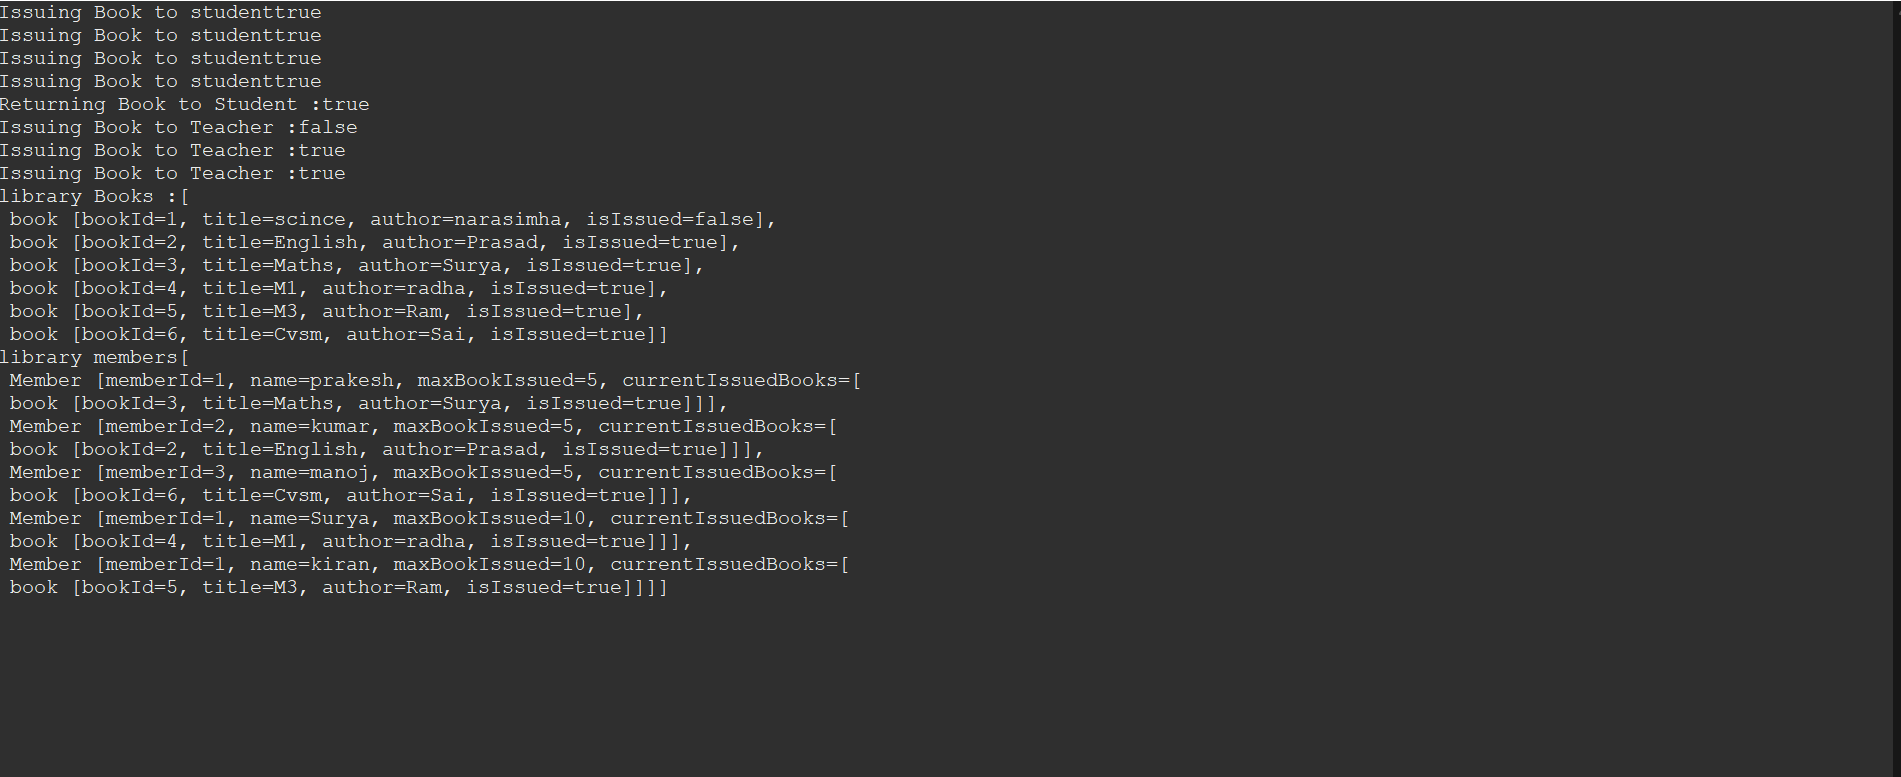 Issuing Book to studenttrue
Issuing Book to studenttrue
Issuing Book to studenttrue
Issuing Book to studenttrue
Returning Book to Student :true
Issuing Book to Teacher :false
Issuing Book to Teacher :true
Issuing Book to Teacher :true
library Books :[
 book [bookId=1, title=scince, author=narasimha, isIssued=false],
 book [bookId=2, title=English, author=Prasad, isIssued=true],
 book [bookId=3, title=Maths, author=Surya, isIssued=true],
 book [bookId=4, title=M1, author=radha, isIssued=true],
 book [bookId=5, title=M3, author=Ram, isIssued=true],
 book [bookId=6, title=Cvsm, author=Sai, isIssued=true]]
library members[
 Member [memberId=1, name=prakesh, maxBookIssued=5, currentIssuedBooks=[
 book [bookId=3, title=Maths, author=Surya, isIssued=true]]],
 Member [memberId=2, name=kumar, maxBookIssued=5, currentIssuedBooks=[
 book [bookId=2, title=English, author=Prasad, isIssued=true]]],
 Member [memberId=3, name=manoj, maxBookIssued=5, currentIssuedBooks=[
 book [bookId=6, title=Cvsm, author=Sai, isIssued=true]]],
 Member [memberId=1, name=Surya, maxBookIssued=10, currentIssuedBooks=[
 book [bookId=4, title=M1, author=radha, isIssued=true]]],
 Member [memberId=1, name=kiran, maxBookIssued=10, currentIssuedBooks=[
 book [bookId=5, title=M3, author=Ram, isIssued=true]]]]